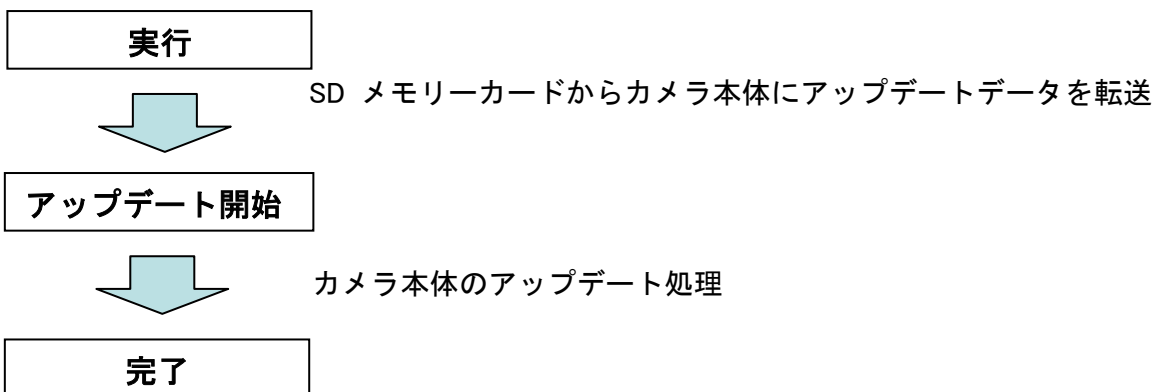 実行
SD メモリーカードからカメラ本体にアップデートデータを転送
アップデート開始
カメラ本体のアップデート処理
完了